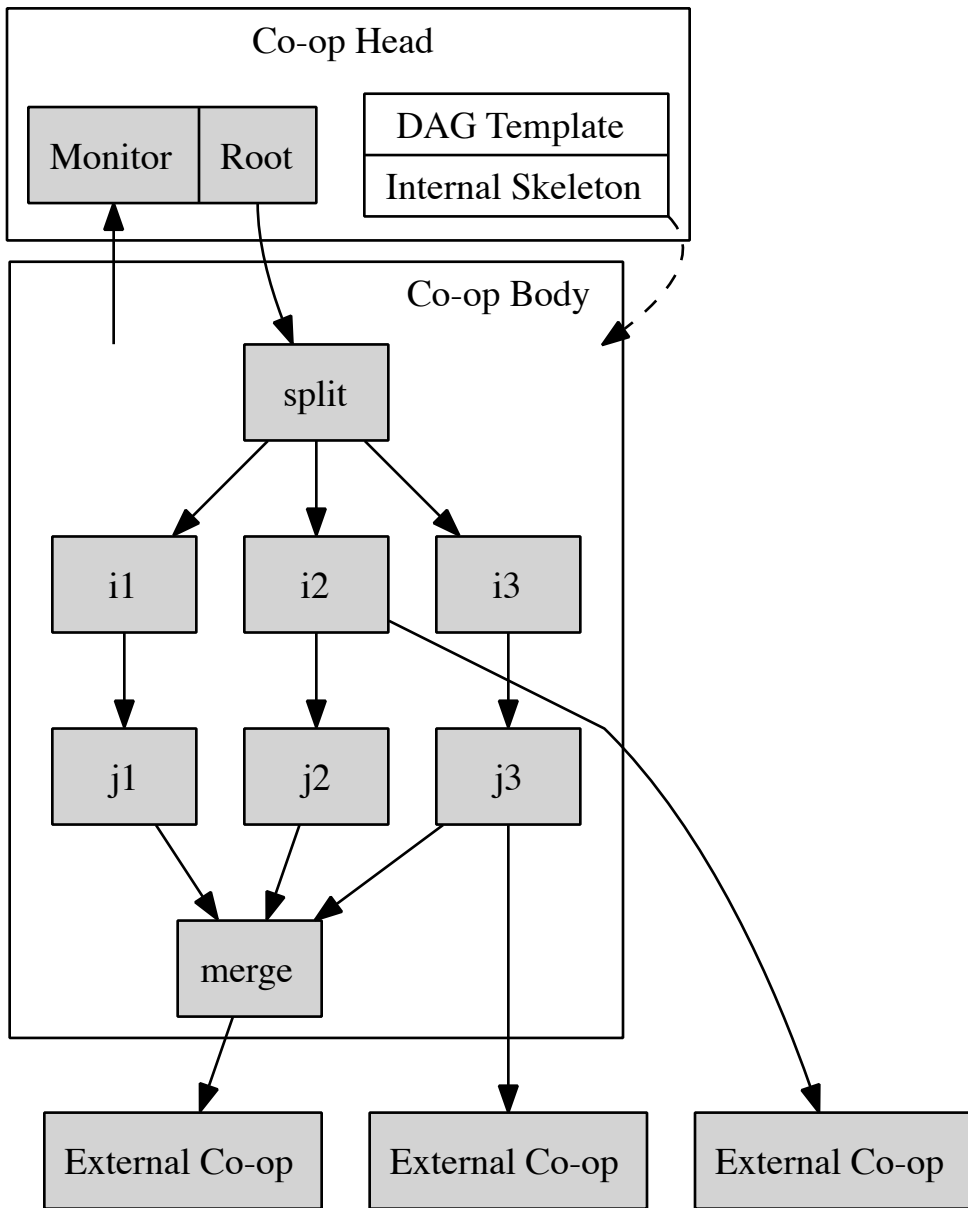 Co-op Head
Monitor Root
DAG Template
Internal Skeleton
Co-op Body
split
i1 i2 i3
j1 j2 j3
merge
External Co-op External Co-op External Co-op